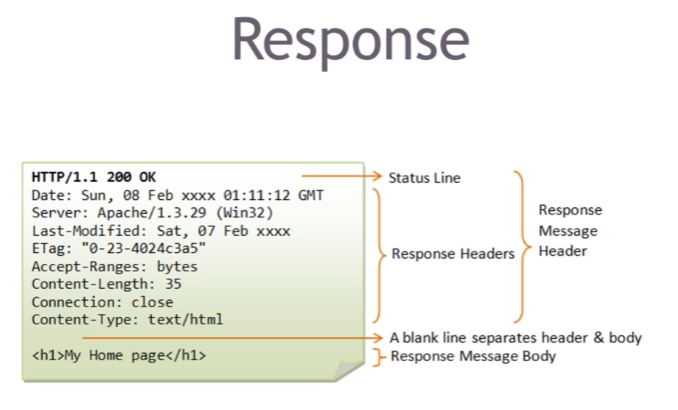 Response
HTTP/1.1 200 OK
Date: Sun, 08 Feb xxxx 01:11:12 GMT
Server: Apache/1.3.29 (Win32)
Last-Modified: Sat, 07 Feb xxxx
ETag: "0-23-4024c3a5"
Accept-Ranges: bytes
Content-Length: 35
Connection: close
Content-Type: text/html
<h1>My Home page</h1>
Status Line
Response Headers
Response
Message
Header
A blank line separates header & body
Response Message Body